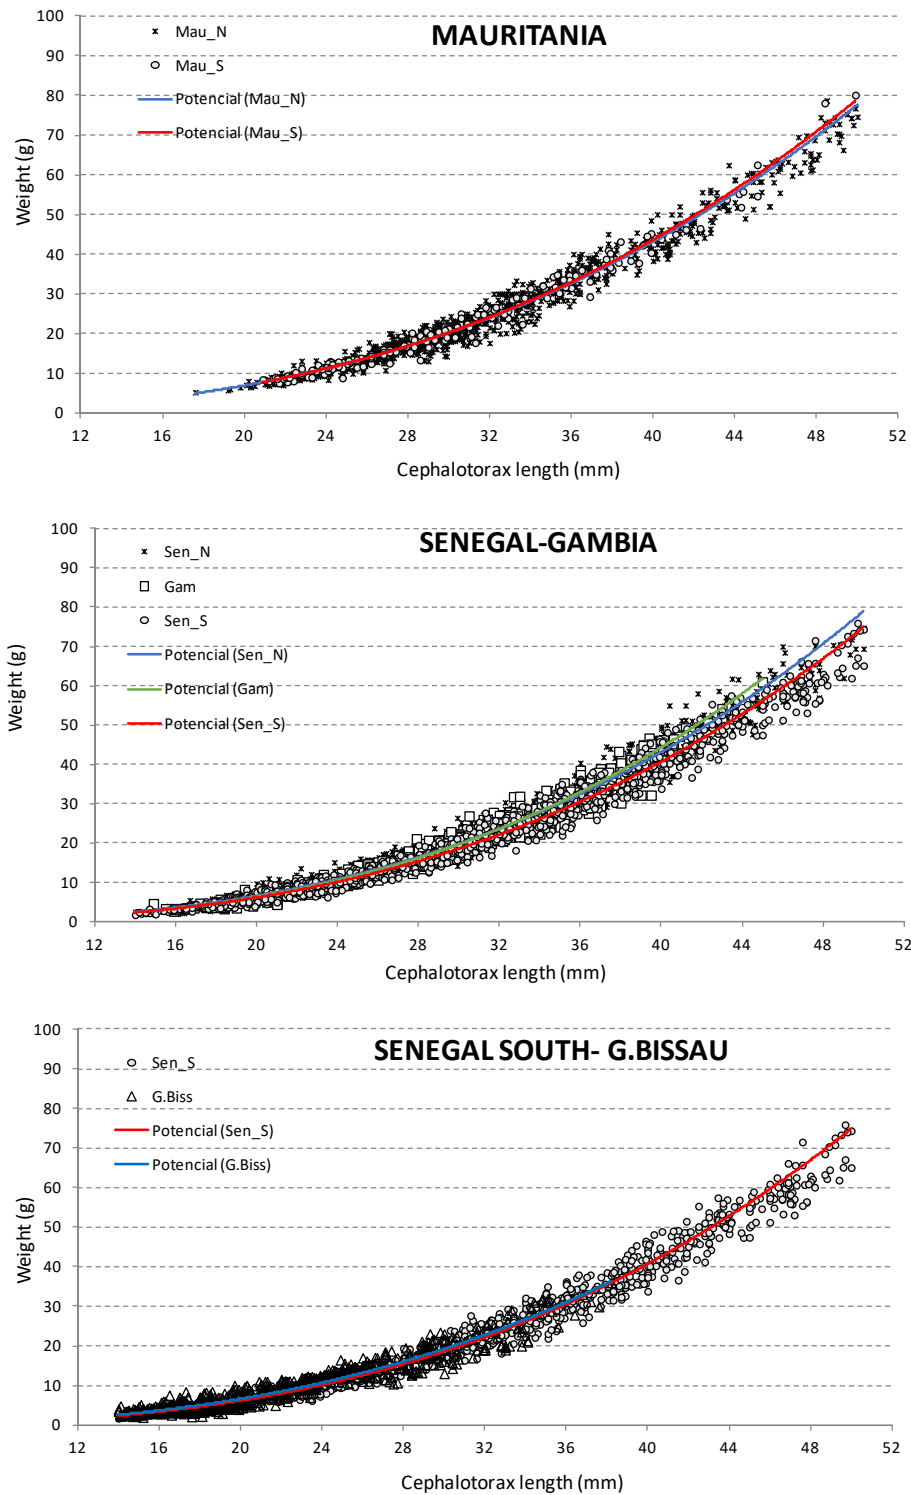 MAURITANIA
Mau_N
Mau_S
Potencial (Mau_N)
Potencial (Mau_S)
Weight (g)
100
90
80
70
60
50
40
30
20
10
0
12 16 20 24 28 32 36 40 44 48 52
Cephalotorax length (mm)
SENEGAL-GAMBIA
Sen_N
Gam
Sen_S
Potencial (Sen_N)
Potencial (Gam)
Potencial (Sen_S)
Weight (g)
100
90
80
70
60
50
40
30
20
10
0
12 16 20 24 28 32 36 40 44 48 52
Cephalotorax length (mm)
SENEGAL SOUTH- G.BISSAU
Sen_S
G.Biss
Potencial (Sen_S)
Potencial (G.Biss)
Weight (g)
100
90
80
70
60
50
40
30
20
10
0
12 16 20 24 28 32 36 40 44 48 52
Cephalotorax length (mm)